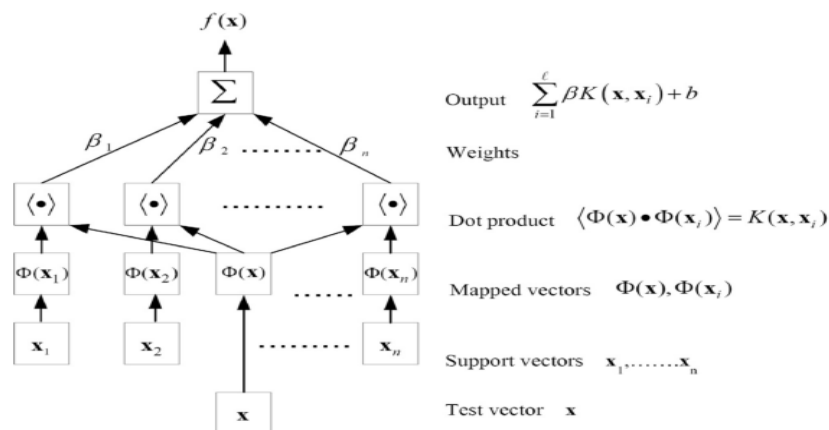 f(x)
Σ
Output ∑_{i=1}^{ℓ} βK(x, x_i) + b
β_1 β_2 ........ β_n
Weights
⟨•⟩ ⟨•⟩ .......... ⟨•⟩
Dot product ⟨Φ(x) • Φ(x_i)⟩ = K(x, x_i)
Φ(x_1) Φ(x_2) Φ(x) ...... Φ(x_n)
Mapped vectors Φ(x), Φ(x_i)
x_1 x_2 .......... x_n
Support vectors x_1,.......x_n
x
Test vector x